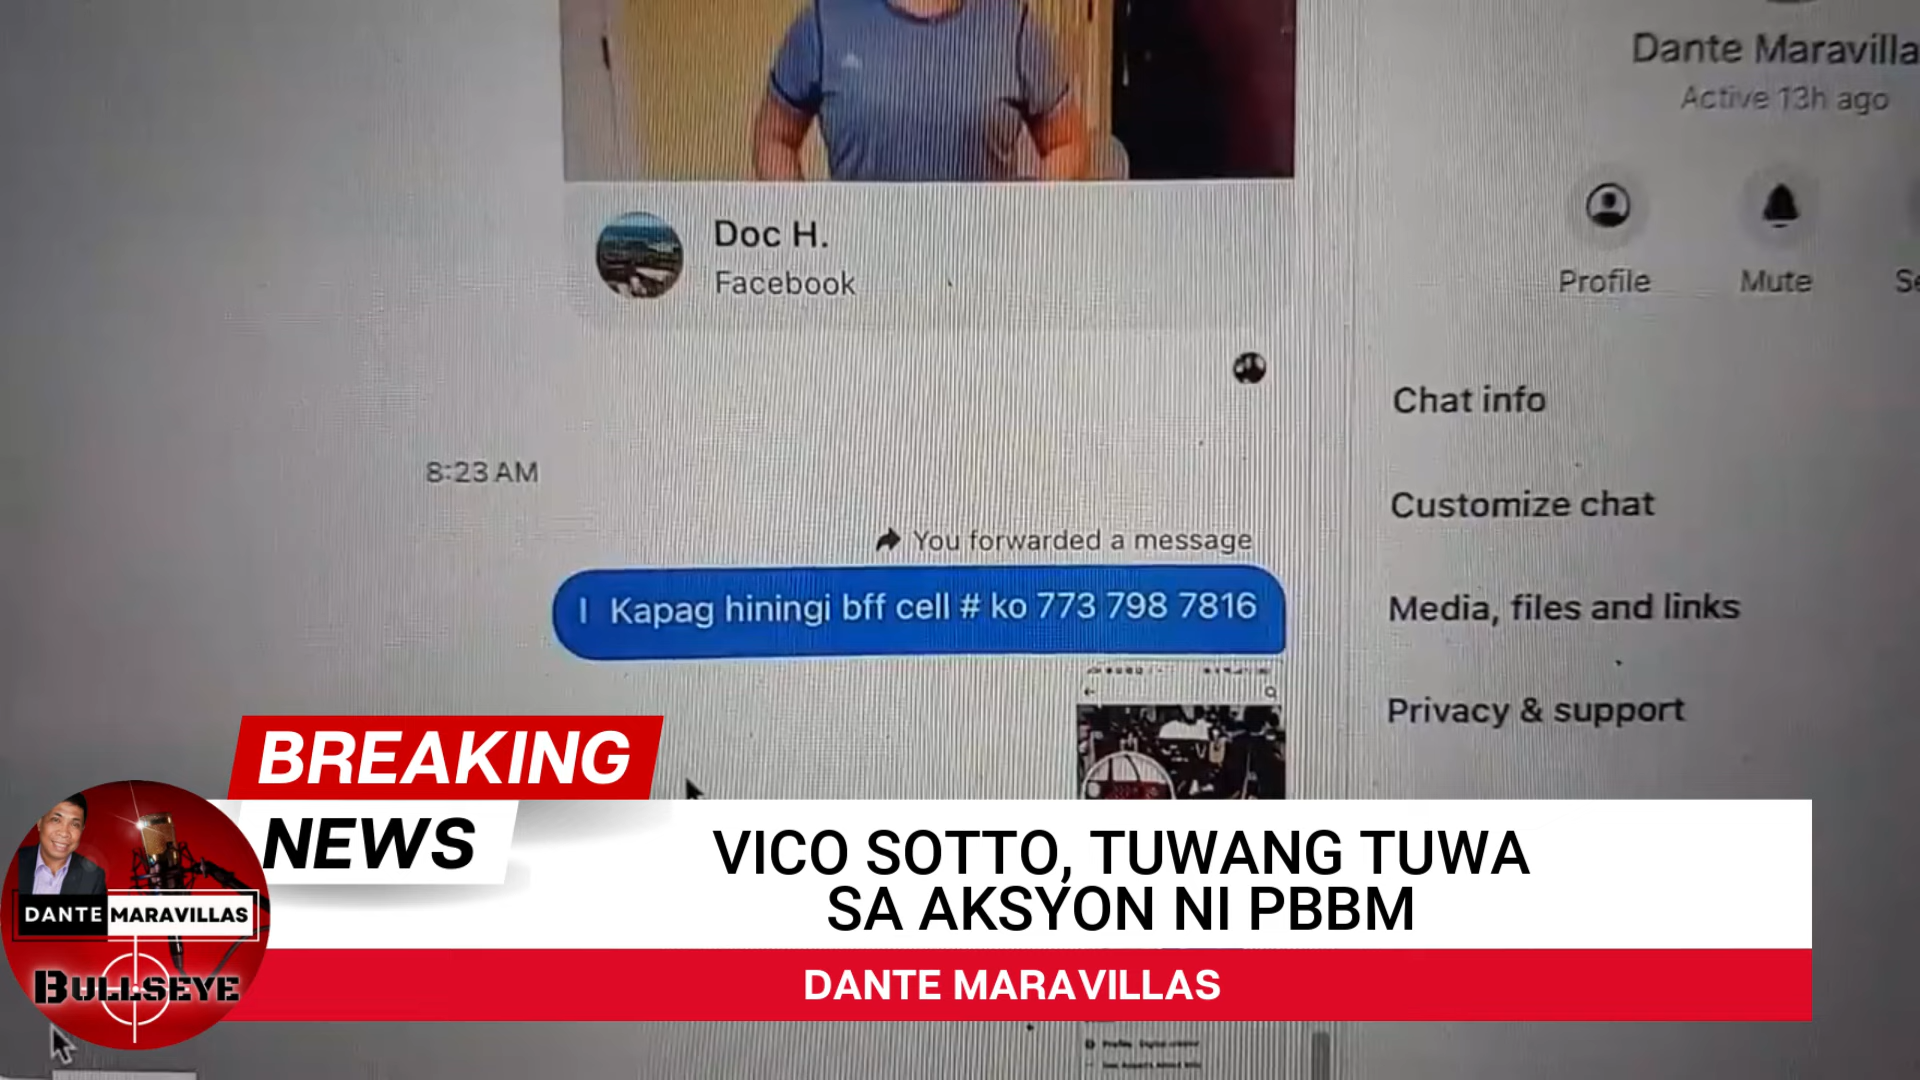 Dante Maravilla
Active 13h ago
Doc H.
Facebook
Profile
Mute
Se
Chat info
8:23 AM
Customize chat
You forwarded a message
I Kapag hiningi bff cell # ko 773 798 7816
Media, files and links
Privacy & support
BREAKING
NEWS
VICO SOTTO, TUWANG TUWA
SA AKSYON NI PBBM
DANTE MARAVILLAS
DANTE MARAVILLAS
BULLSEYE